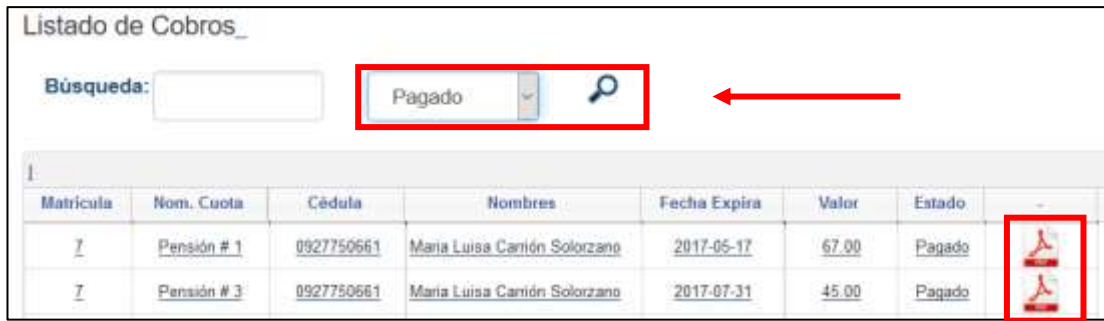 Listado de Cobros_
Búsqueda: Pagado
1
Matricula Nom. Cuota Cédula Nombres Fecha Expira Valor Estado -
7 Pensión # 1 0927750661 Maria Luisa Carrión Solorzano 2017-05-17 67.00 Pagado
7 Pensión # 3 0927750661 Maria Luisa Carrión Solorzano 2017-07-31 45.00 Pagado